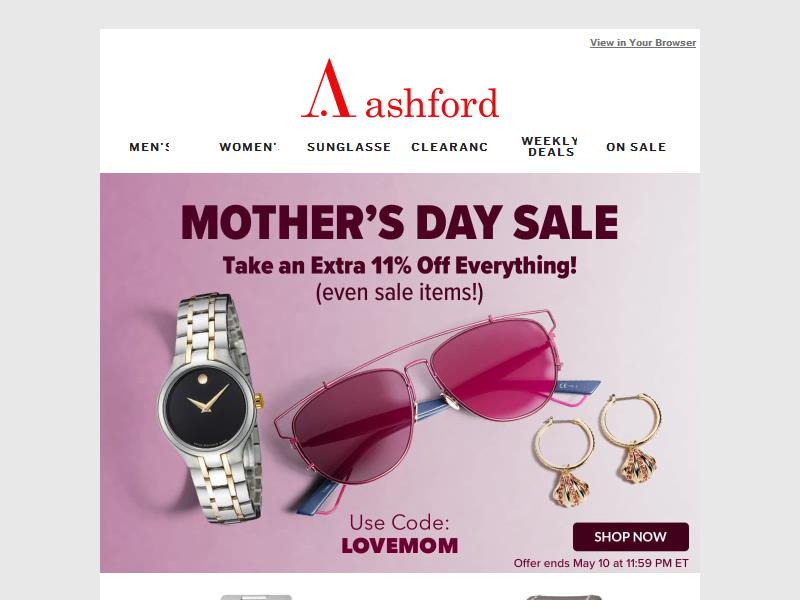 View in Your Browser
ashford
MEN'S WOMEN' SUNGLASSE CLEARANC WEEKLY DEALS ON SALE
MOTHER'S DAY SALE
Take an Extra 11% Off Everything!
(even sale items!)
Use Code:
LOVEMOM
SHOP NOW
Offer ends May 10 at 11:59 PM ET